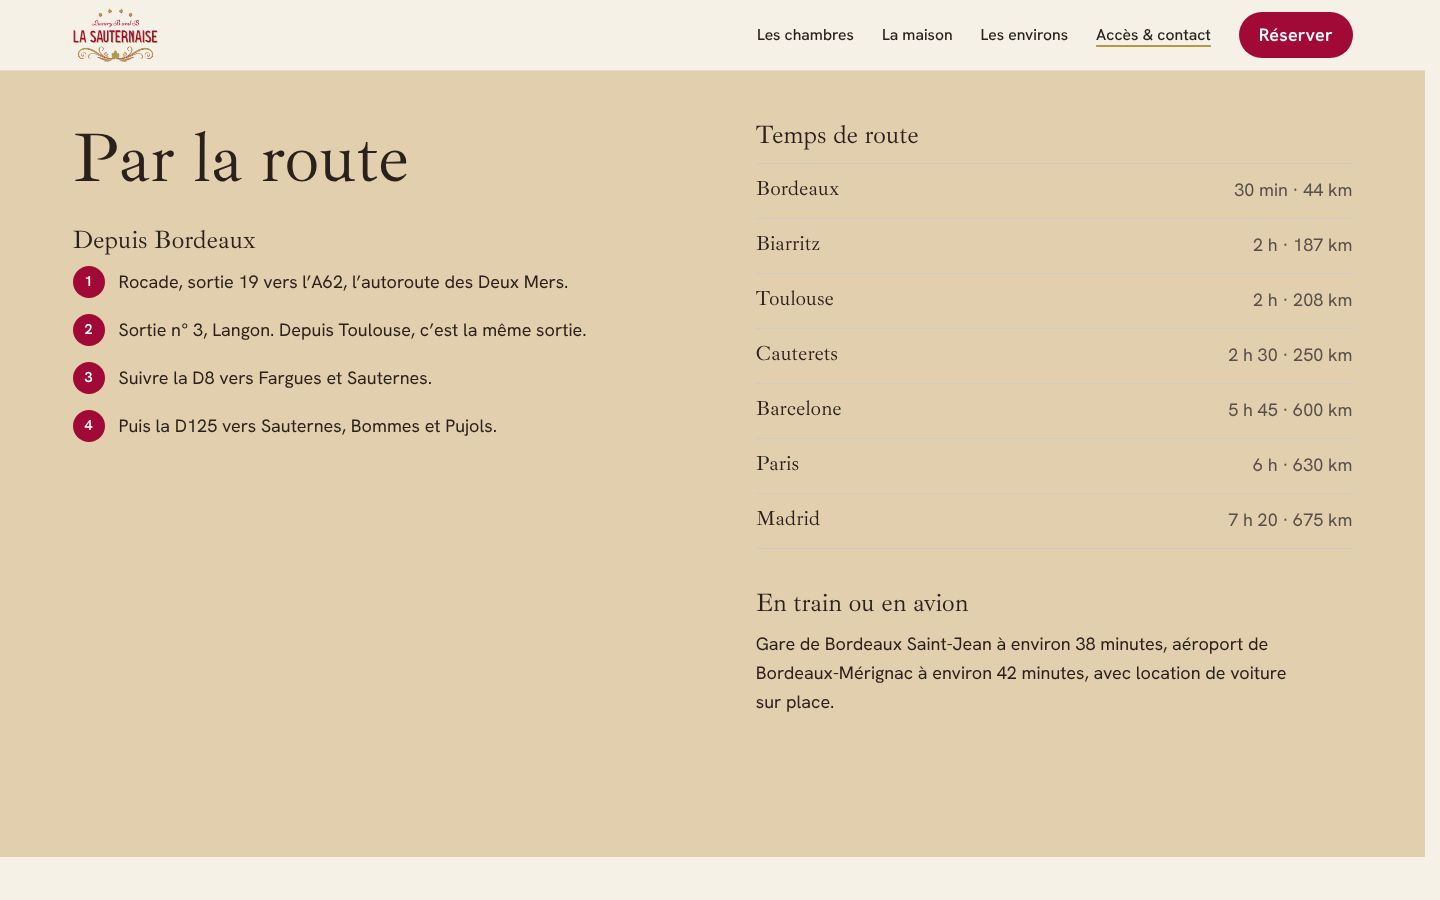 Luxury B and B
LA SAUTERNAISE
Les chambres
La maison
Les environs
Accès & contact
Réserver
Par la route
Depuis Bordeaux
1 Rocade, sortie 19 vers l’A62, l’autoroute des Deux Mers.
2 Sortie n° 3, Langon. Depuis Toulouse, c’est la même sortie.
3 Suivre la D8 vers Fargues et Sauternes.
4 Puis la D125 vers Sauternes, Bommes et Pujols.
Temps de route
Bordeaux 30 min · 44 km
Biarritz 2 h · 187 km
Toulouse 2 h · 208 km
Cauterets 2 h 30 · 250 km
Barcelone 5 h 45 · 600 km
Paris 6 h · 630 km
Madrid 7 h 20 · 675 km
En train ou en avion
Gare de Bordeaux Saint-Jean à environ 38 minutes, aéroport de
Bordeaux-Mérignac à environ 42 minutes, avec location de voiture
sur place.